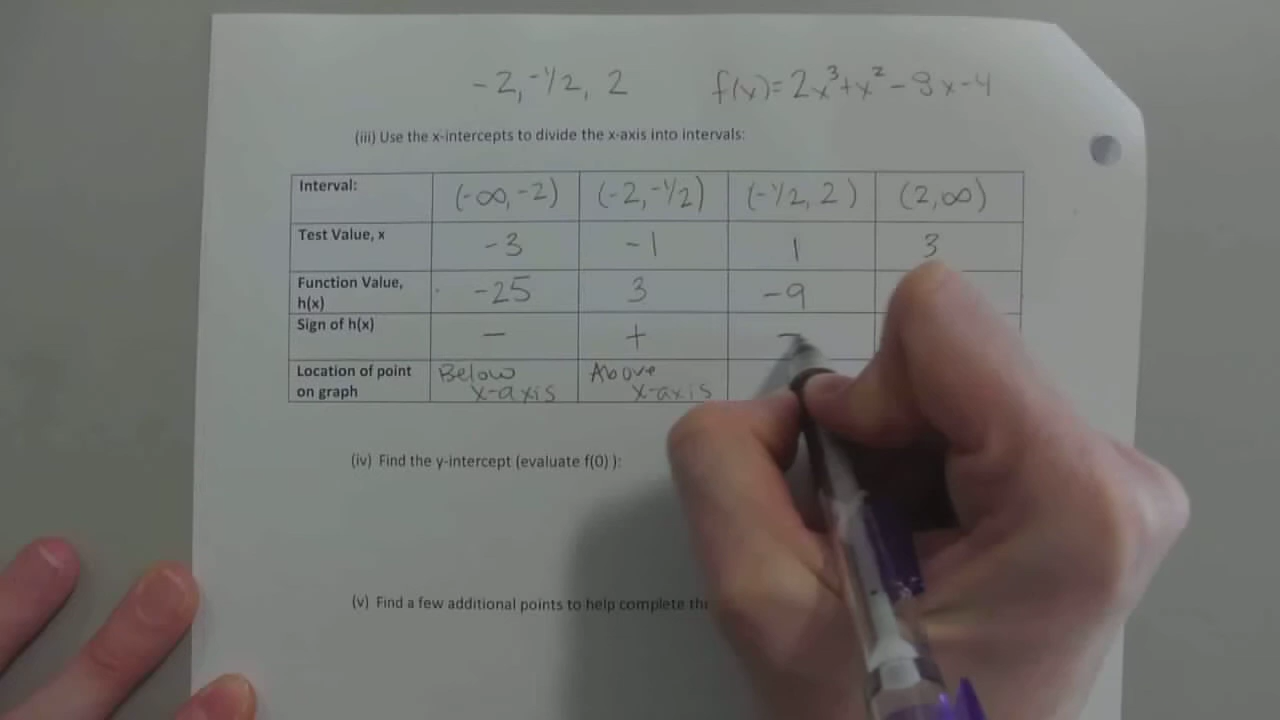 -2, -1/2, 2 f(x)=2x³+x²-9x-4
(iii) Use the x-intercepts to divide the x-axis into intervals:
Interval: (-∞,-2) (-2,-1/2) (-1/2, 2) (2,∞)
Test Value, x -3 -1 1 3
Function Value, h(x) -25 3 -9
Sign of h(x) - + -
Location of point on graph Below x-axis Above x-axis
(iv) Find the y-intercept (evaluate f(0) ):
(v) Find a few additional points to help complete